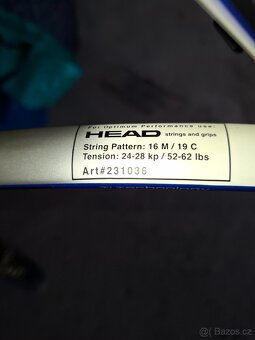 For Optimum Performance use:
HEAD strings and grips
String Pattern: 16 M / 19 C
Tension: 24-28 kp / 52-62 lbs
Art#231036
Technology
Bazos.cz